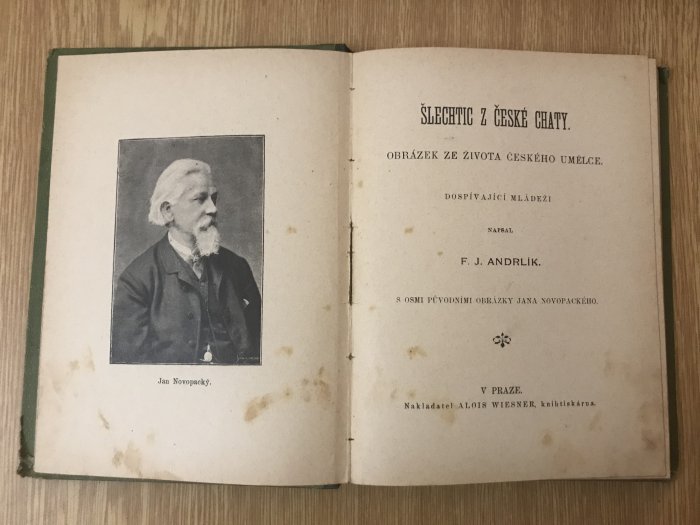 Jan Novopacký.
ŠLECHTIC Z ČESKÉ CHATY.
OBRÁZEK ZE ŽIVOTA ČESKÉHO UMĚLCE.
DOSPÍVAJÍCÍ MLÁDEŽI
NAPSAL
F. J. ANDRLÍK.
S OSMI PŮVODNÍMI OBRÁZKY JANA NOVOPACKÉHO.
V PRAZE.
Nakladatel ALOIS WIESNER, knihtiskárna.